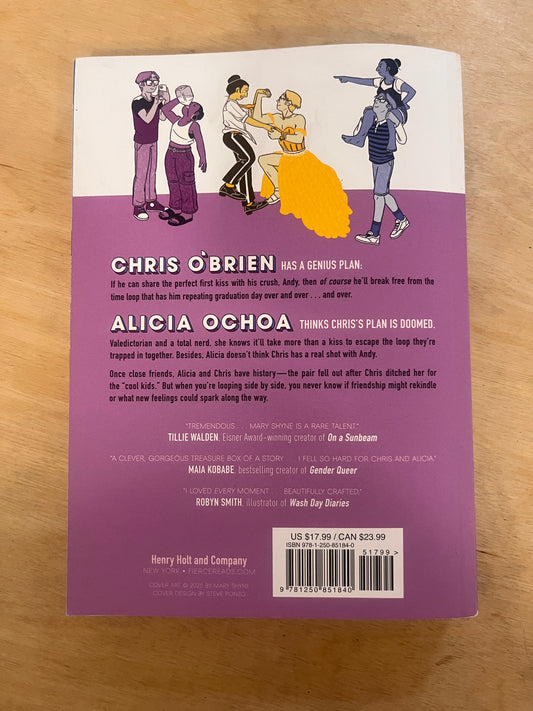 CHRIS O'BRIEN HAS A GENIUS PLAN:
If he can share the perfect first kiss with his crush, Andy, then of course he'll break free from the
time loop that has him repeating graduation day over and over . . . and over.
ALICIA OCHOA THINKS CHRIS'S PLAN IS DOOMED.
Valedictorian and a total nerd, she knows it'll take more than a kiss to escape the loop they're
trapped in together. Besides, Alicia doesn't think Chris has a real shot with Andy.
Once close friends, Alicia and Chris have history—the pair fell out after Chris ditched her for
the "cool kids." But when you're looping side by side, you never know if friendship might rekindle
or what new feelings could spark along the way.
"TREMENDOUS . . . MARY SHYNE IS A RARE TALENT."
TILLIE WALDEN, Eisner Award-winning creator of On a Sunbeam
"A CLEVER, GORGEOUS TREASURE BOX OF A STORY . . . I FELL SO HARD FOR CHRIS AND ALICIA."
MAIA KOBABE, bestselling creator of Gender Queer
"I LOVED EVERY MOMENT . . . BEAUTIFULLY CRAFTED."
ROBYN SMITH, illustrator of Wash Day Diaries
US $17.99 / CAN $23.99
ISBN 978-1-250-85184-0
51799>
9 781250 851840
Henry Holt and Company
NEW YORK • FIERCEREADS.COM
COVER ART © 2025 BY MARY SHYNE
COVER DESIGN BY STEVE PONZO